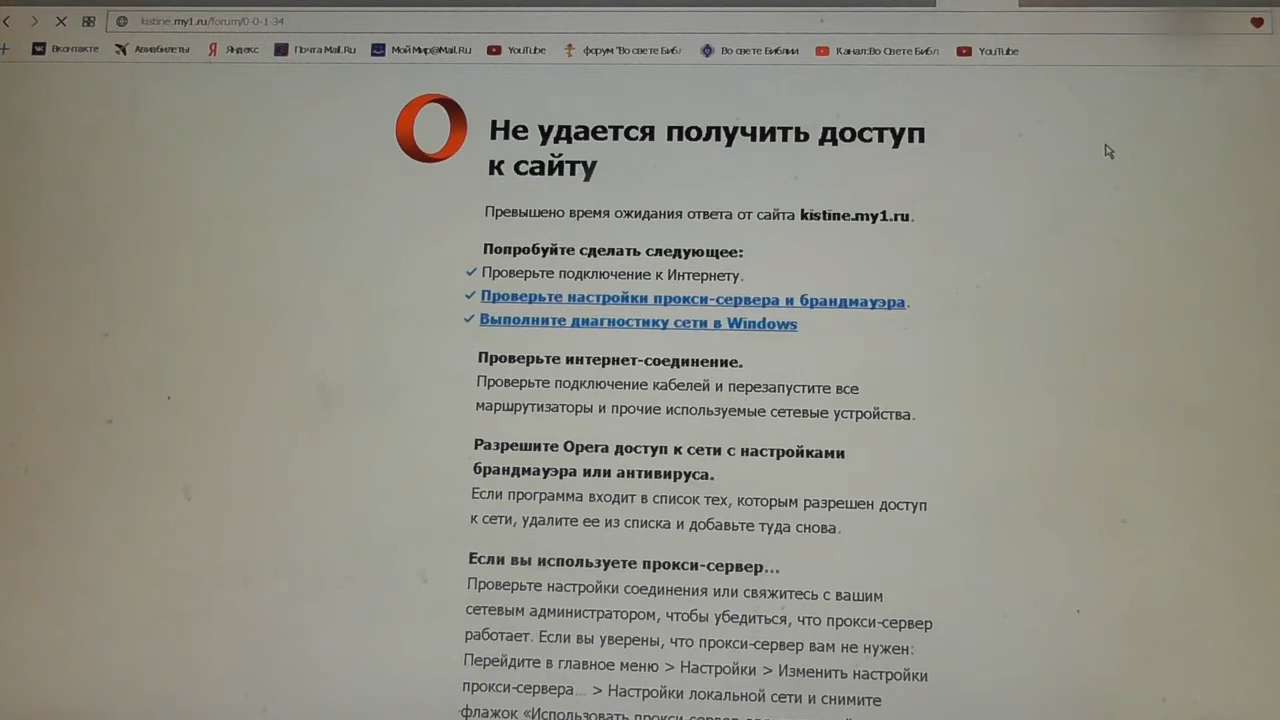 kistine.my1.ru/forum/0-0-1-34
Вконтакте Авиабилеты Яндекс Почта Mail.Ru Мой Мир@Mail.Ru YouTube форум "Во свете Библ Во свете Библии Канал:Во Свете Библ YouTube
Не удается получить доступ
к сайту
Превышено время ожидания ответа от сайта kistine.my1.ru.
Попробуйте сделать следующее:
Проверьте подключение к Интернету.
Проверьте настройки прокси-сервера и брандмауэра.
Выполните диагностику сети в Windows
Проверьте интернет-соединение.
Проверьте подключение кабелей и перезапустите все
маршрутизаторы и прочие используемые сетевые устройства.
Разрешите Opera доступ к сети с настройками
брандмауэра или антивируса.
Если программа входит в список тех, которым разрешен доступ
к сети, удалите ее из списка и добавьте туда снова.
Если вы используете прокси-сервер...
Проверьте настройки соединения или свяжитесь с вашим
сетевым администратором, чтобы убедиться, что прокси-сервер
работает. Если вы уверены, что прокси-сервер вам не нужен:
Перейдите в главное меню > Настройки > Изменить настройки
прокси-сервера... > Настройки локальной сети и снимите
флажок «Использовать прокси-сервер